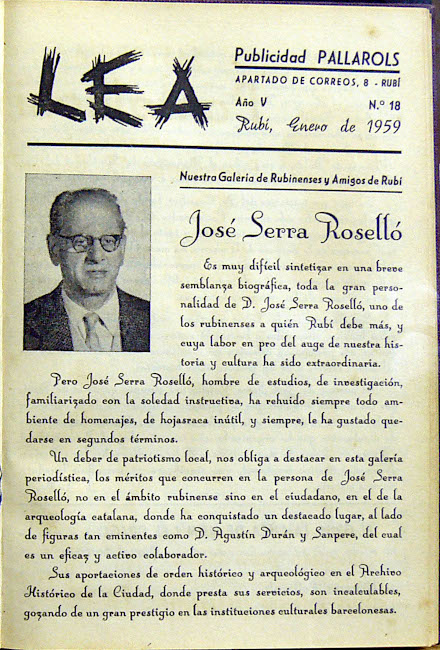 LEA
Publicidad PALLAROLS
APARTADO DE CORREOS, 8 - RUBÍ
Año V N.º 18
Rubí, Enero de 1959
Nuestra Galería de Rubinenses y Amigos de Rubí
José Serra Roselló
Es muy difícil sintetizar en una breve
semblanza biográfica, toda la gran perso-
nalidad de D. José Serra Roselló, uno de
los rubinenses a quién Rubí debe más, y
cuya labor en pro del auge de nuestra his-
toria y cultura ha sido extraordinaria.
Pero José Serra Roselló, hombre de estudios, de investigación,
familiarizado con la soledad instructiva, ha rehuido siempre todo am-
biente de homenajes, de hojasraca inútil, y siempre, le ha gustado que-
darse en segundos términos.
Un deber de patriotismo local, nos obliga a destacar en esta galería
periodística, los méritos que concurren en la persona de José Serra
Roselló, no en el ámbito rubinense sino en el ciudadano, en el de la
arqueología catalana, donde ha conquistado un destacado lugar, al lado
de figuras tan eminentes como D. Agustín Durán y Sanpere, del cual
es un eficaz y activo colaborador.
Sus aportaciones de orden histórico y arqueológico en el Archivo
Histórico de la Ciudad, donde presta sus servicios, son incalculables,
gozando de un gran prestigio en las instituciones culturales barcelonesas.